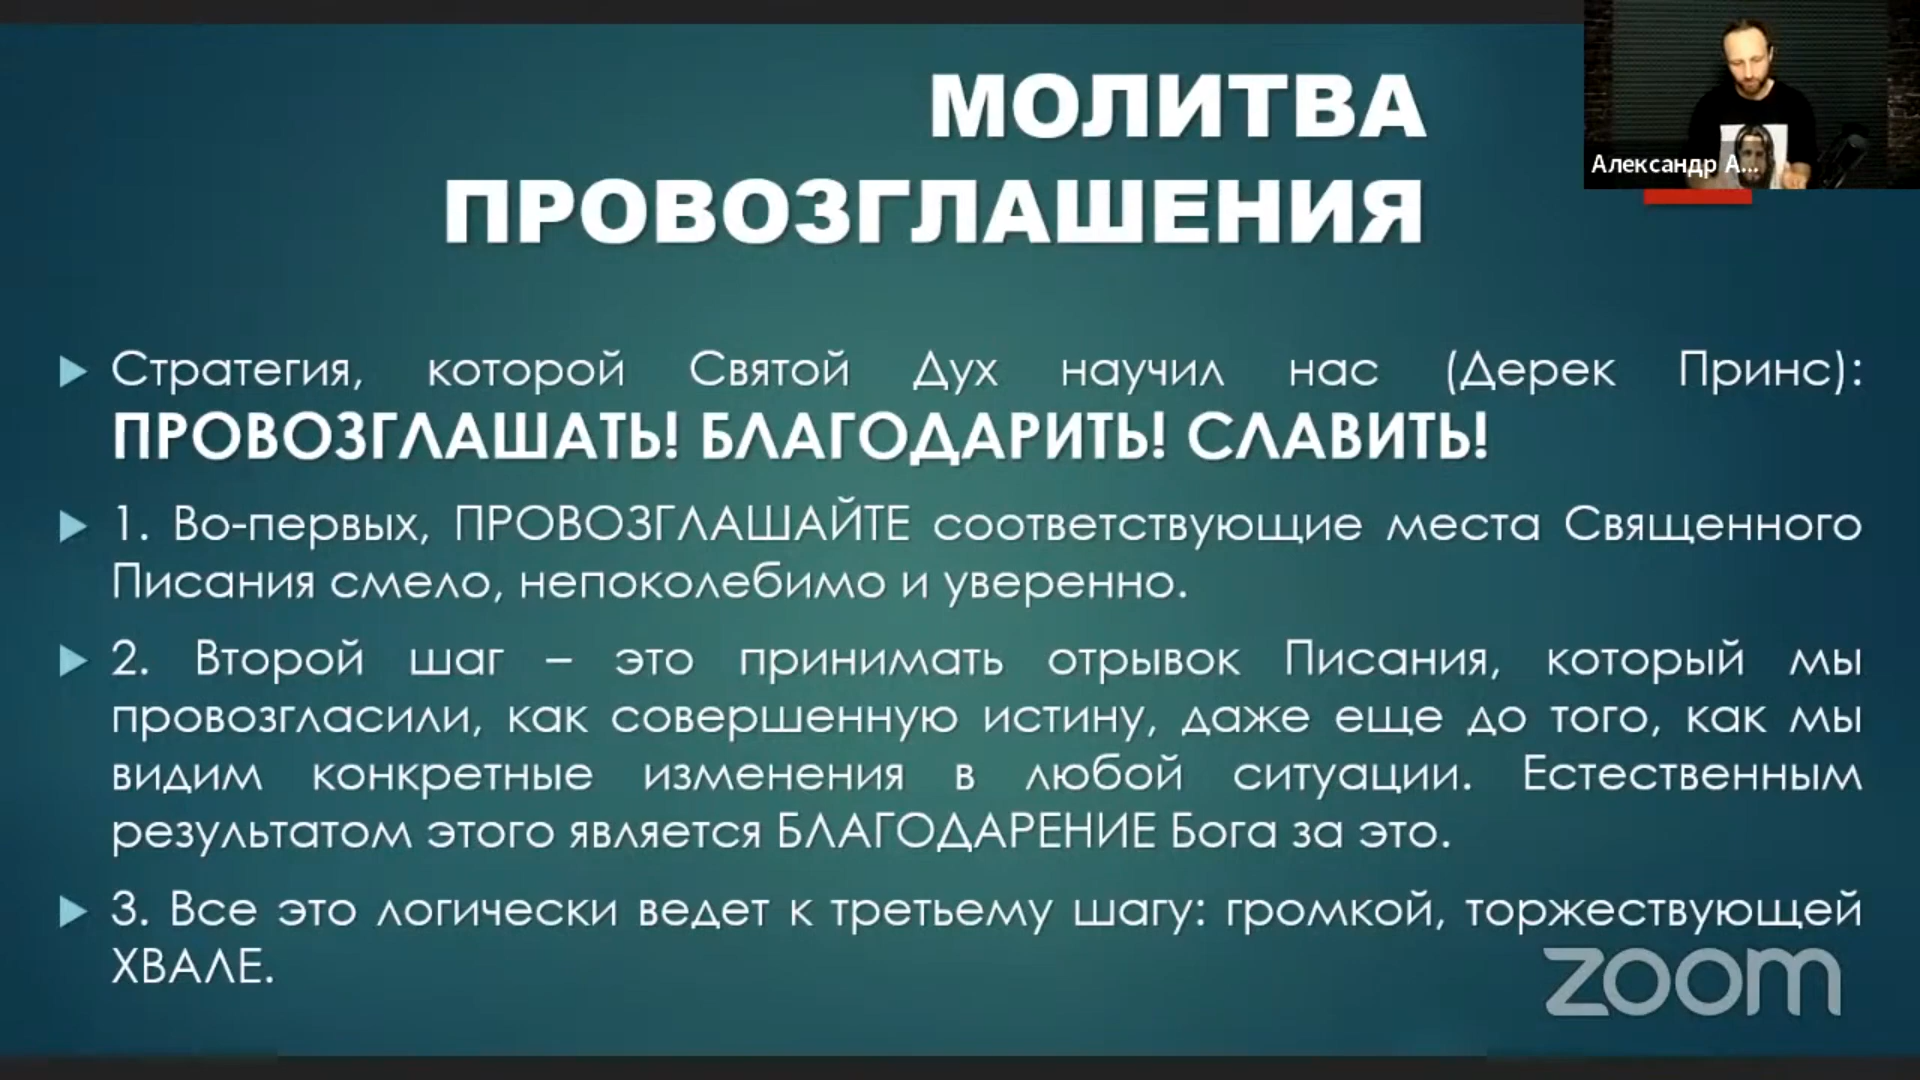 МОЛИТВА
ПРОВОЗГЛАШЕНИЯ
Александр А...
Стратегия, которой Святой Дух научил нас (Дерек Принс):
ПРОВОЗГЛАШАТЬ! БЛАГОДАРИТЬ! СЛАВИТЬ!
1. Во-первых, ПРОВОЗГЛАШАЙТЕ соответствующие места Священного
Писания смело, непоколебимо и уверенно.
2. Второй шаг – это принимать отрывок Писания, который мы
провозгласили, как совершенную истину, даже еще до того, как мы
видим конкретные изменения в любой ситуации. Естественным
результатом этого является БЛАГОДАРЕНИЕ Бога за это.
3. Все это логически ведет к третьему шагу: громкой, торжествующей
ХВАЛЕ.
zoom